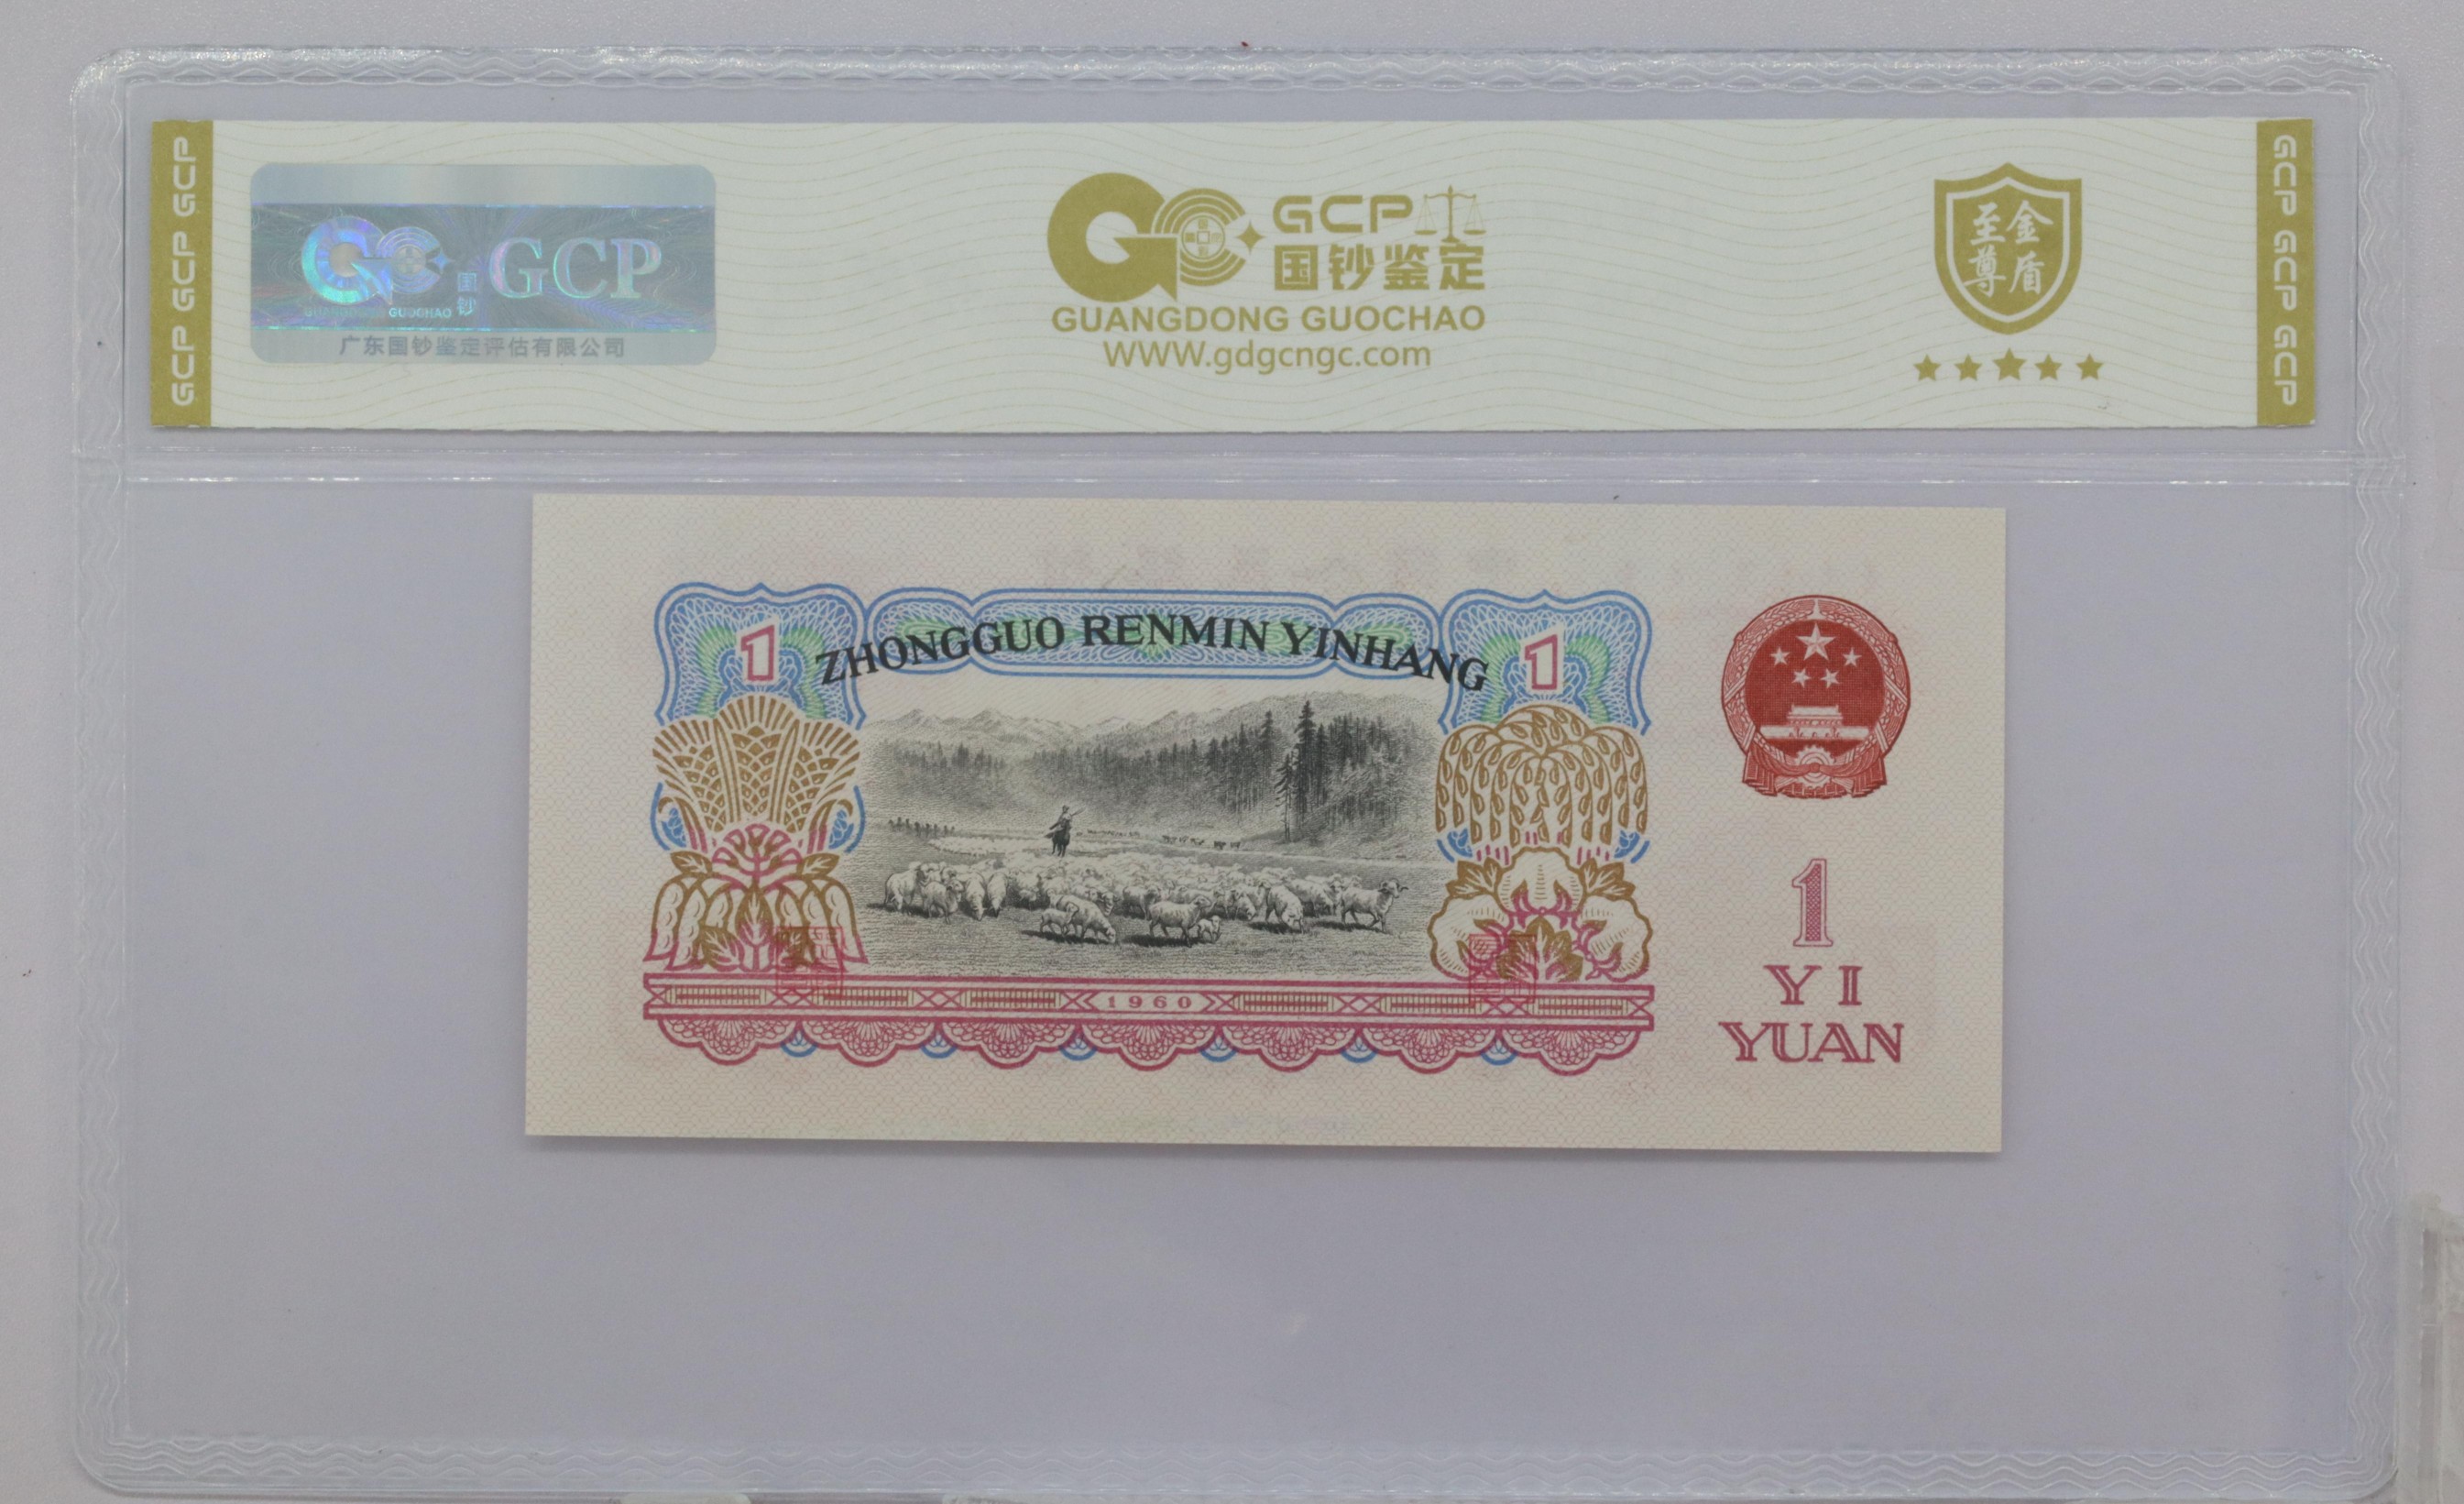 GCP GCP GCP
GCP
国钞
GUANGDONG GUOCHAO
广东国钞鉴定评估有限公司
GCP
国钞鉴定
GUANGDONG GUOCHAO
WWW.gdgcngc.com
金盾
至尊
GCP GCP GCP
ZHONGGUO RENMIN YINHANG
1
1
1
YI
YUAN
1960